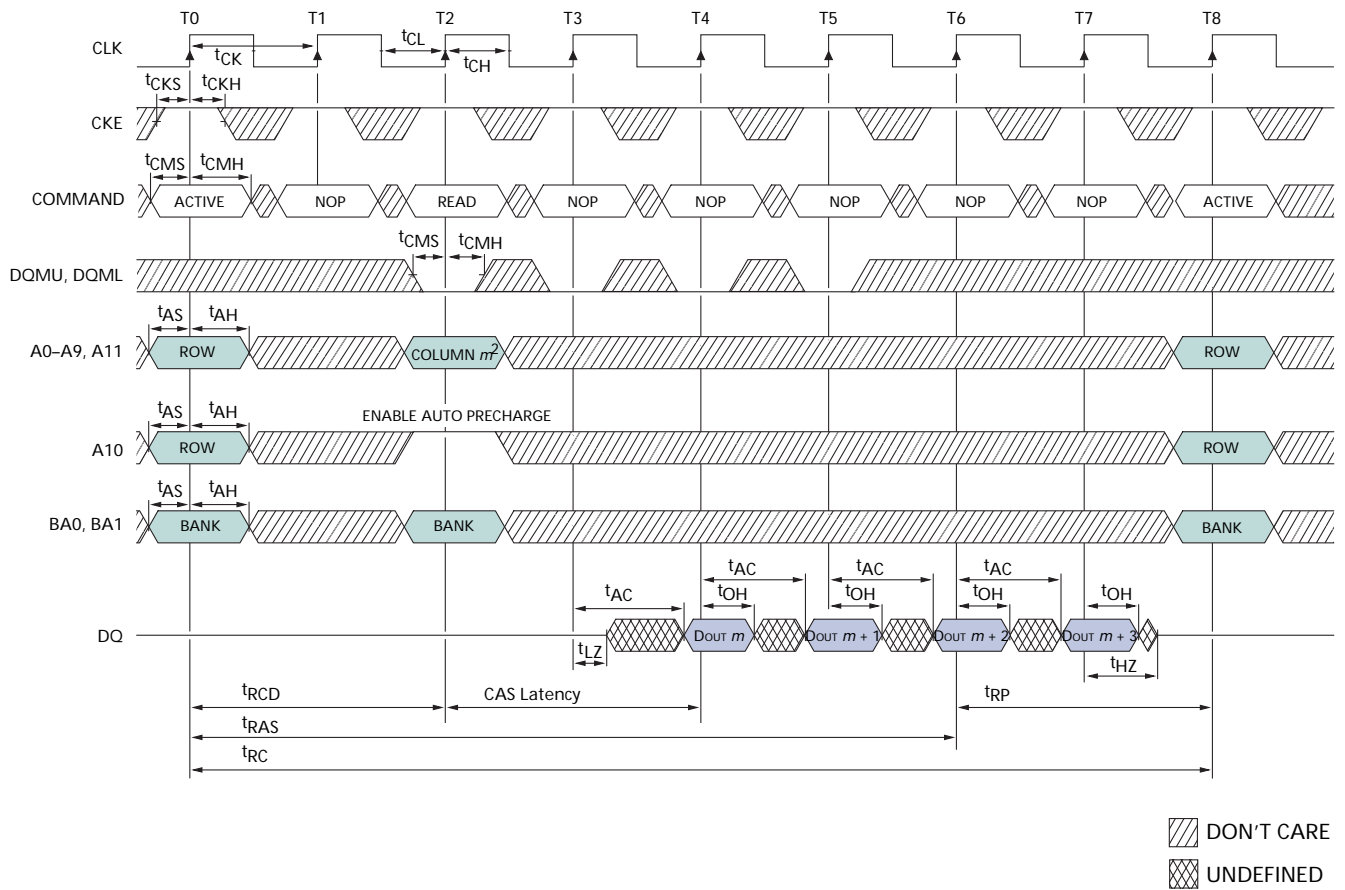 T0 T1 T2 T3 T4 T5 T6 T7 T8
CLK
tCK tCL tCH
tCKS tCKH
CKE
tCMS tCMH
COMMAND ACTIVE NOP READ NOP NOP NOP NOP NOP ACTIVE
tCMS tCMH
DQMU, DQML
tAS tAH
A0–A9, A11 ROW COLUMN m2 ROW
ENABLE AUTO PRECHARGE
tAS tAH
A10 ROW ROW
tAS tAH
BA0, BA1 BANK BANK BANK
tAC tAC tAC tAC
tOH tOH tOH tOH
DQ DOUT m DOUT m + 1 DOUT m + 2 DOUT m + 3
tLZ tHZ
tRCD CAS Latency tRP
tRAS
tRC
DON'T CARE
UNDEFINED